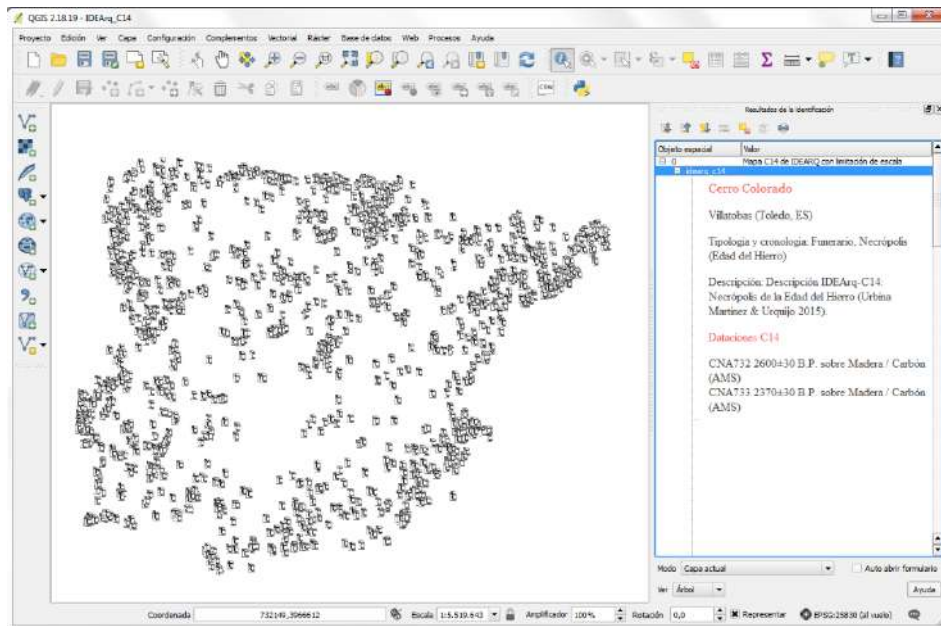 QGIS 2.18.19 - IDEArq_C14
Proyecto Edición Ver Capa Configuración Complementos Vectorial Ráster Base de datos Web Procesos Ayuda
Resultados de la identificación
Objeto espacial Valor
0 Mapa C14 de IDEARQ con limitación de escala
idearq_c14
Cerro Colorado
Villatobas (Toledo, ES)
Tipología y cronología: Funerario, Necrópolis
(Edad del Hierro)
Descripción: Descripción IDEArq-C14:
Necrópolis de la Edad del Hierro (Urbina
Martínez & Urquijo 2015).
Dataciones C14
CNA732 2600±30 B.P. sobre Madera / Carbón
(AMS)
CNA733 2370±30 B.P. sobre Madera / Carbón
(AMS)
Modo Capa actual Auto abrir formulario
Ver Árbol Ayuda
Coordenada 732149,3966612 Escala 1:5.519.643 Amplificador 100% Rotación 0,0 Representar EPSG:25830 (al vuelo)